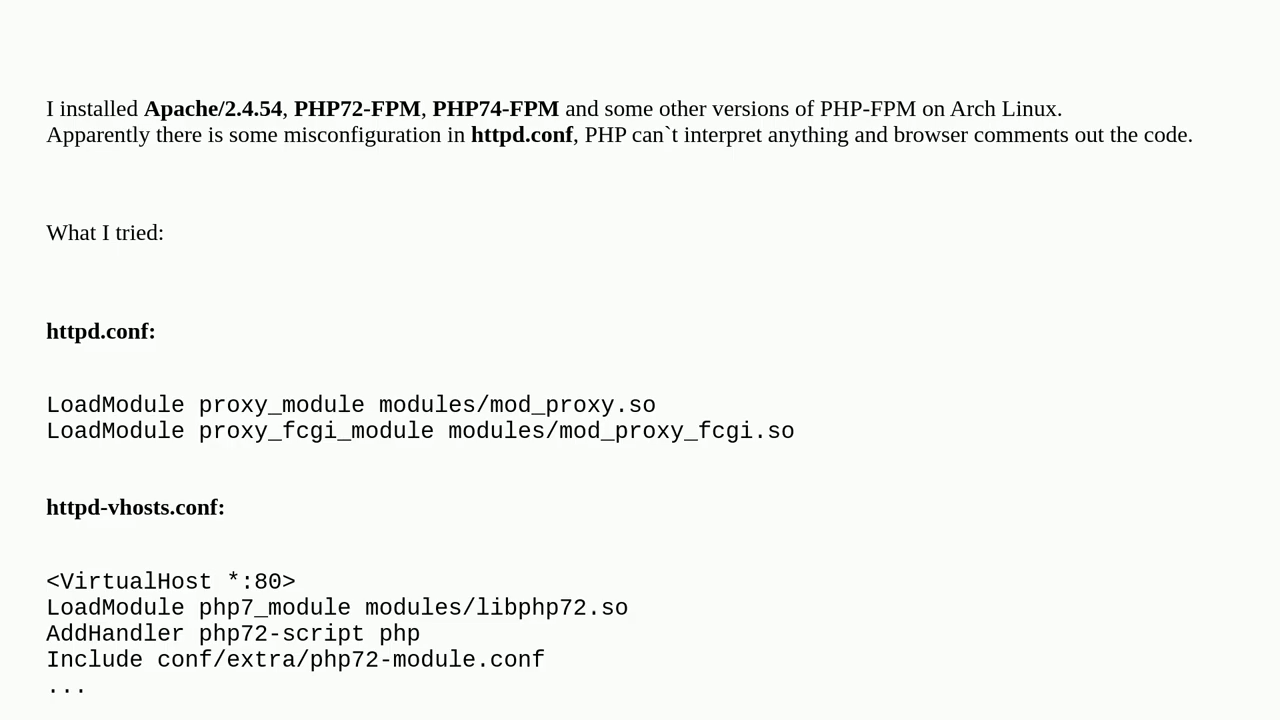 I installed Apache/2.4.54, PHP72-FPM, PHP74-FPM and some other versions of PHP-FPM on Arch Linux.
Apparently there is some misconfiguration in httpd.conf, PHP can`t interpret anything and browser comments out the code.
What I tried:
httpd.conf:
LoadModule proxy_module modules/mod_proxy.so
LoadModule proxy_fcgi_module modules/mod_proxy_fcgi.so
httpd-vhosts.conf:
<VirtualHost *:80>
LoadModule php7_module modules/libphp72.so
AddHandler php72-script php
Include conf/extra/php72-module.conf
...